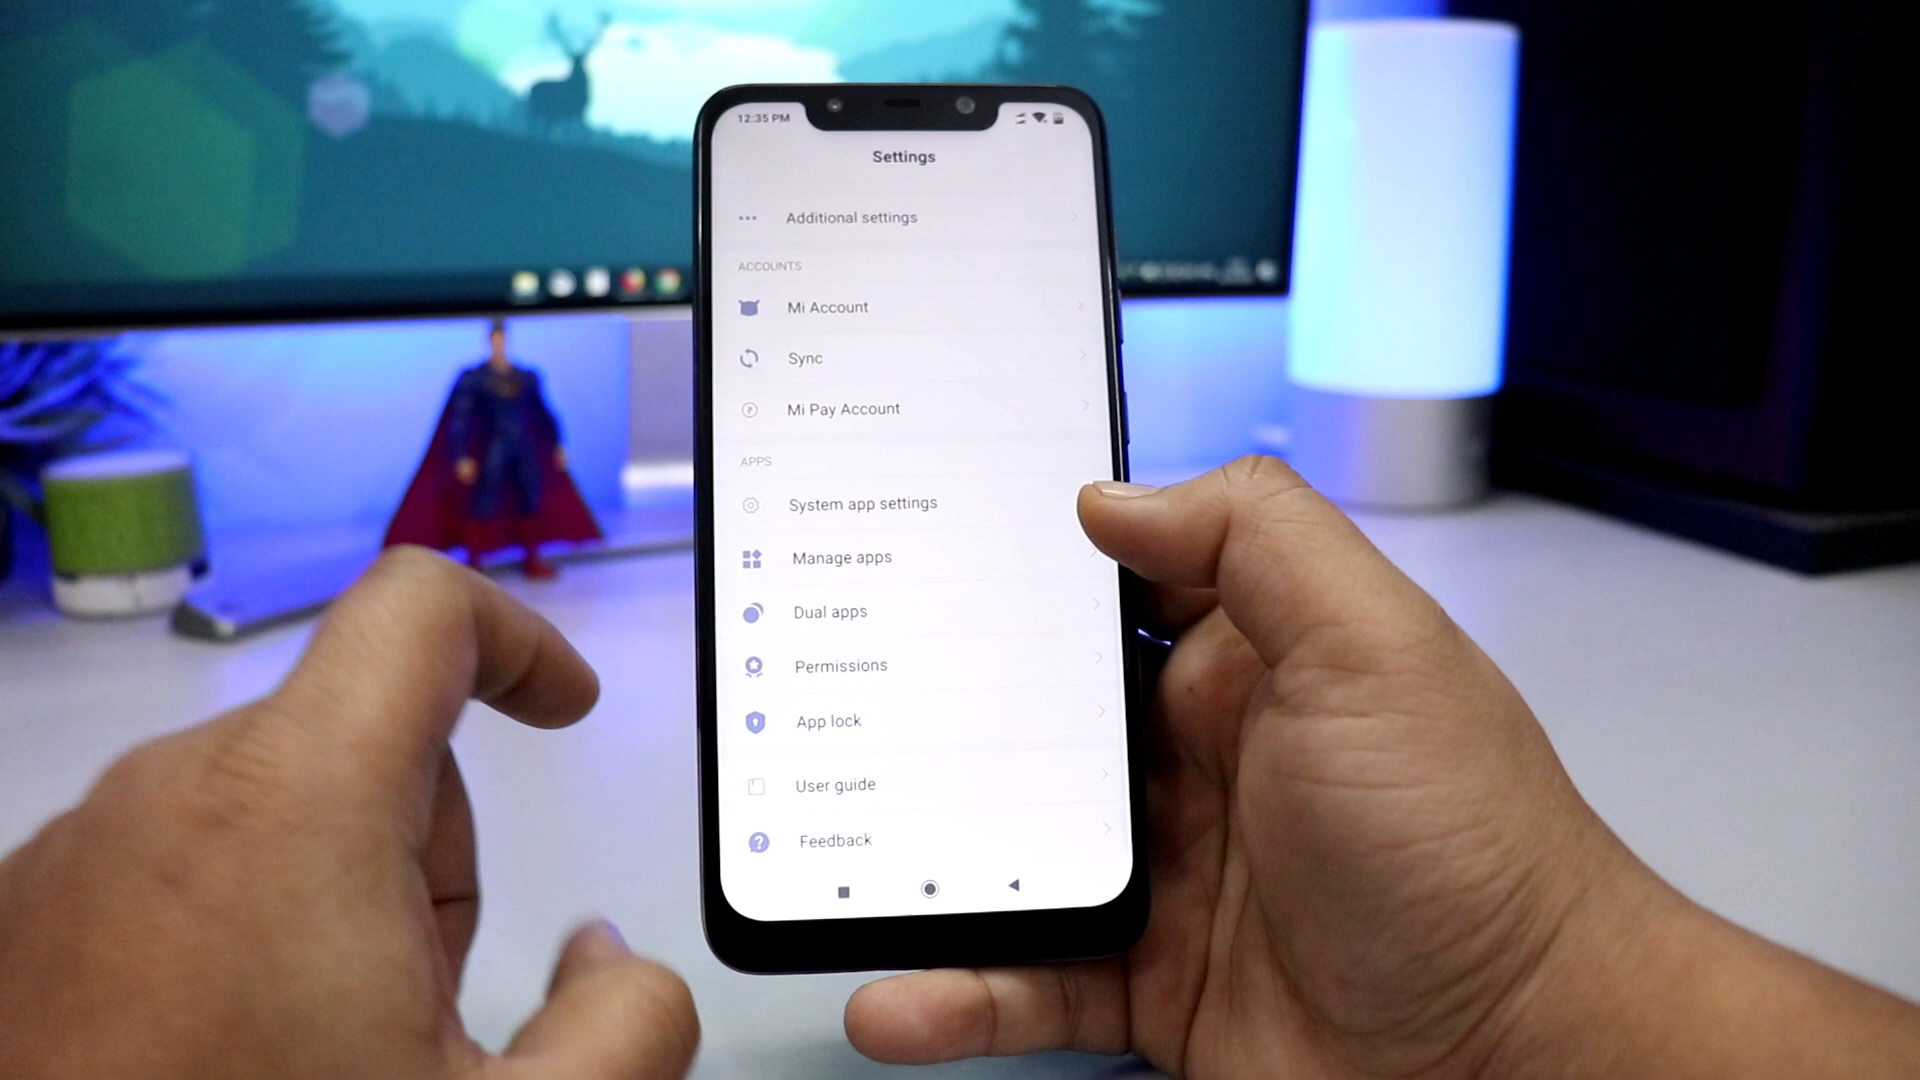 12:35 PM
Settings
Additional settings
ACCOUNTS
Mi Account
Sync
Mi Pay Account
APPS
System app settings
Manage apps
Dual apps
Permissions
App lock
User guide
Feedback